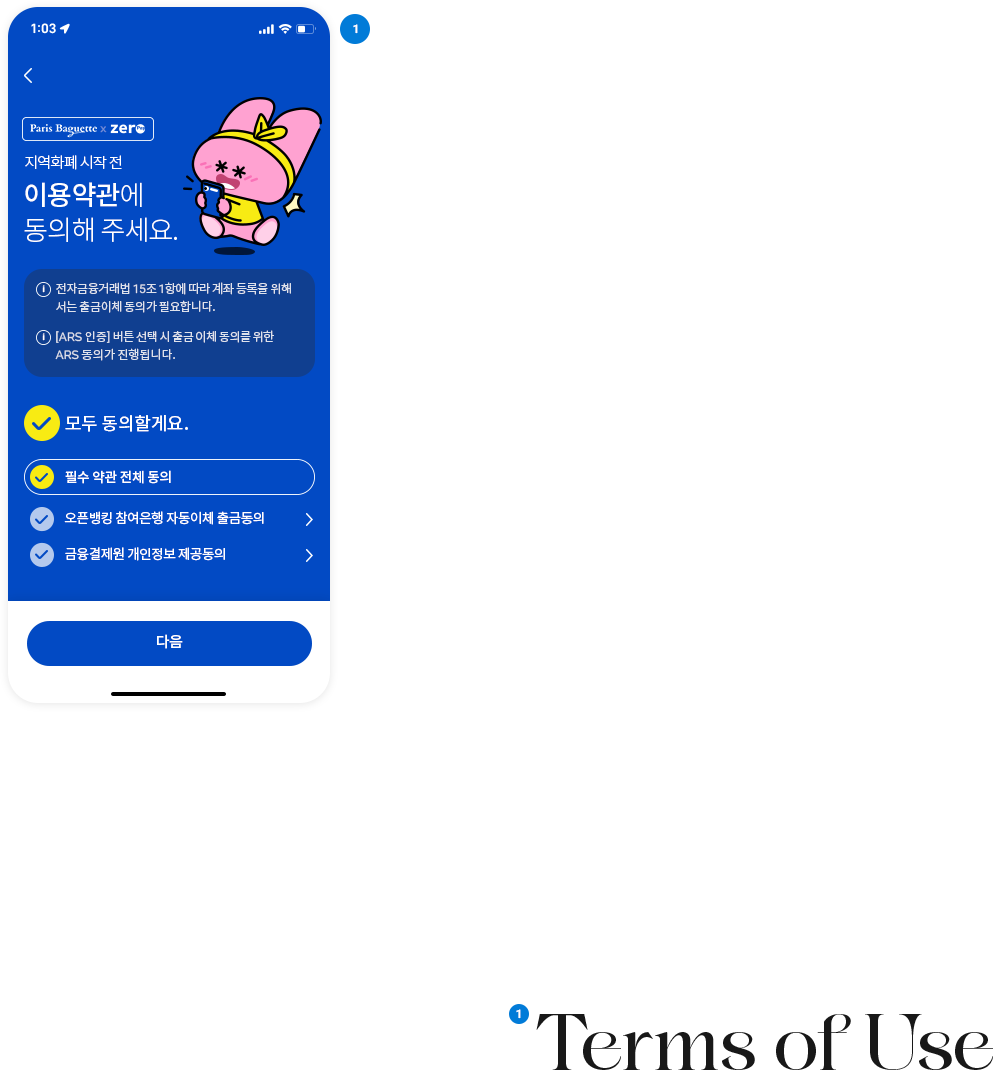 1:03
1
Paris Baguette x zero
지역화폐 시작 전
이용약관에
동의해 주세요.
전자금융거래법 15조 1항에 따라 계좌 등록을 위해
서는 출금이체 동의가 필요합니다.
[ARS 인증] 버튼 선택 시 출금 이체 동의를 위한
ARS 동의가 진행됩니다.
모두 동의할게요.
필수 약관 전체 동의
오픈뱅킹 참여은행 자동이체 출금동의
금융결제원 개인정보 제공동의
다음
1 Terms of Use